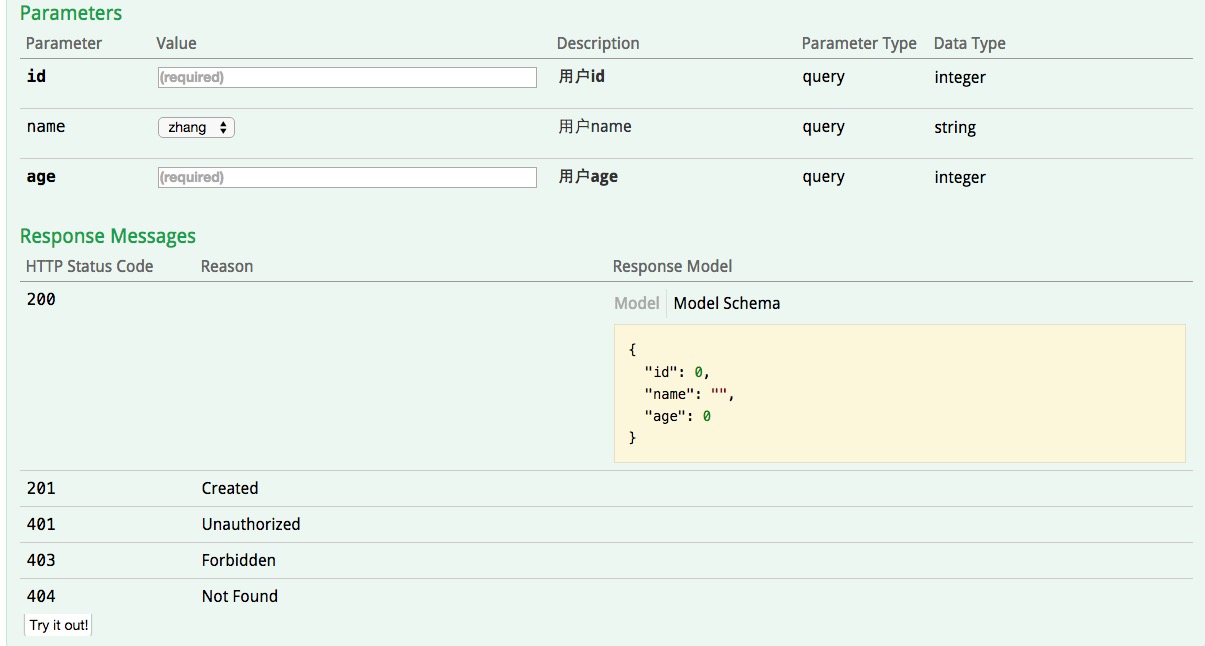 Parameters
Parameter Value Description Parameter Type Data Type
id (required) 用户id query integer
name zhang 用户name query string
age (required) 用户age query integer
Response Messages
HTTP Status Code Reason Response Model
200 Model Model Schema
{
"id": 0,
"name": "",
"age": 0
}
201 Created
401 Unauthorized
403 Forbidden
404 Not Found
Try it out!